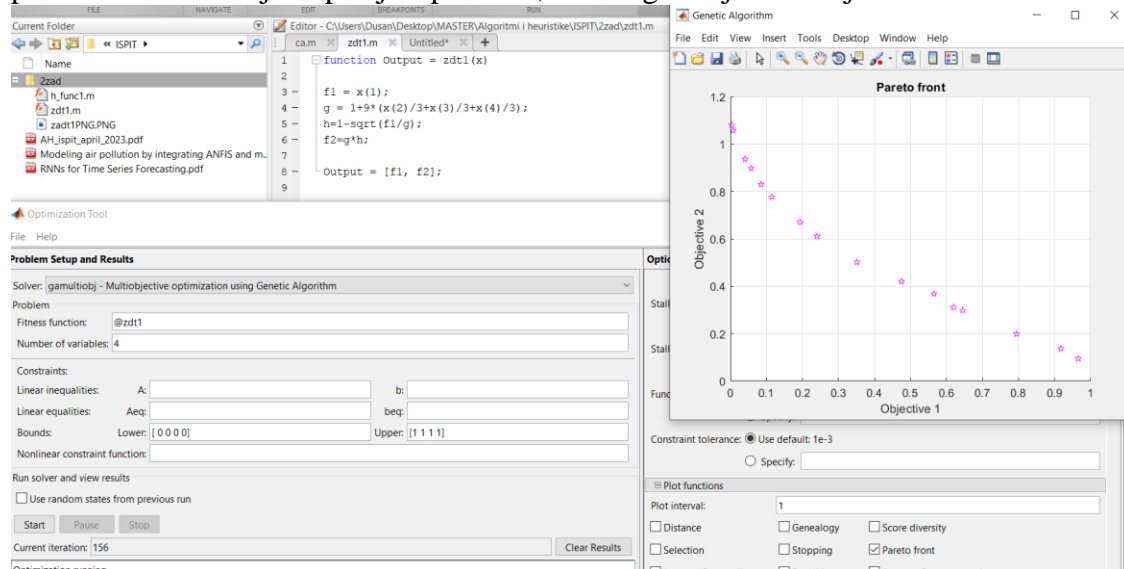 FILE NAVIGATE EDIT BREAKPOINTS RUN
Current Folder
« ISPIT
Name
2zad
h_func1.m
zdt1.m
zadt1PNG.PNG
AH_ispit_april_2023.pdf
Modeling air pollution by integrating ANFIS and m...
RNNs for Time Series Forecasting.pdf
Editor - C:\Users\Dusan\Desktop\MASTER\Algoritmi i heuristike\ISPIT\2zad\zdt1.m
ca.m zdt1.m Untitled*
1 function Output = zdt1(x)
2
3 f1 = x(1);
4 g = 1+9*(x(2)/3+x(3)/3+x(4)/3);
5 h=1-sqrt(f1/g);
6 f2=g*h;
7
8 Output = [f1, f2];
9
Genetic Algorithm
File Edit View Insert Tools Desktop Window Help
Pareto front
Objective 2
1.2
1
0.8
0.6
0.4
0.2
0
0 0.1 0.2 0.3 0.4 0.5 0.6 0.7 0.8 0.9 1
Objective 1
Optimization Tool
File Help
Problem Setup and Results
Solver: gamultiobj - Multiobjective optimization using Genetic Algorithm
Problem
Fitness function: @zdt1
Number of variables: 4
Constraints:
Linear inequalities: A: b:
Linear equalities: Aeq: beq:
Bounds: Lower: [ 0 0 0 0] Upper: [1 1 1 1]
Nonlinear constraint function:
Run solver and view results
Use random states from previous run
Start Pause Stop
Current iteration: 156 Clear Results
Optimization running
Constraint tolerance: Use default: 1e-3
Specify:
Plot functions
Plot interval: 1
Distance Genealogy Score diversity
Selection Stopping Pareto front